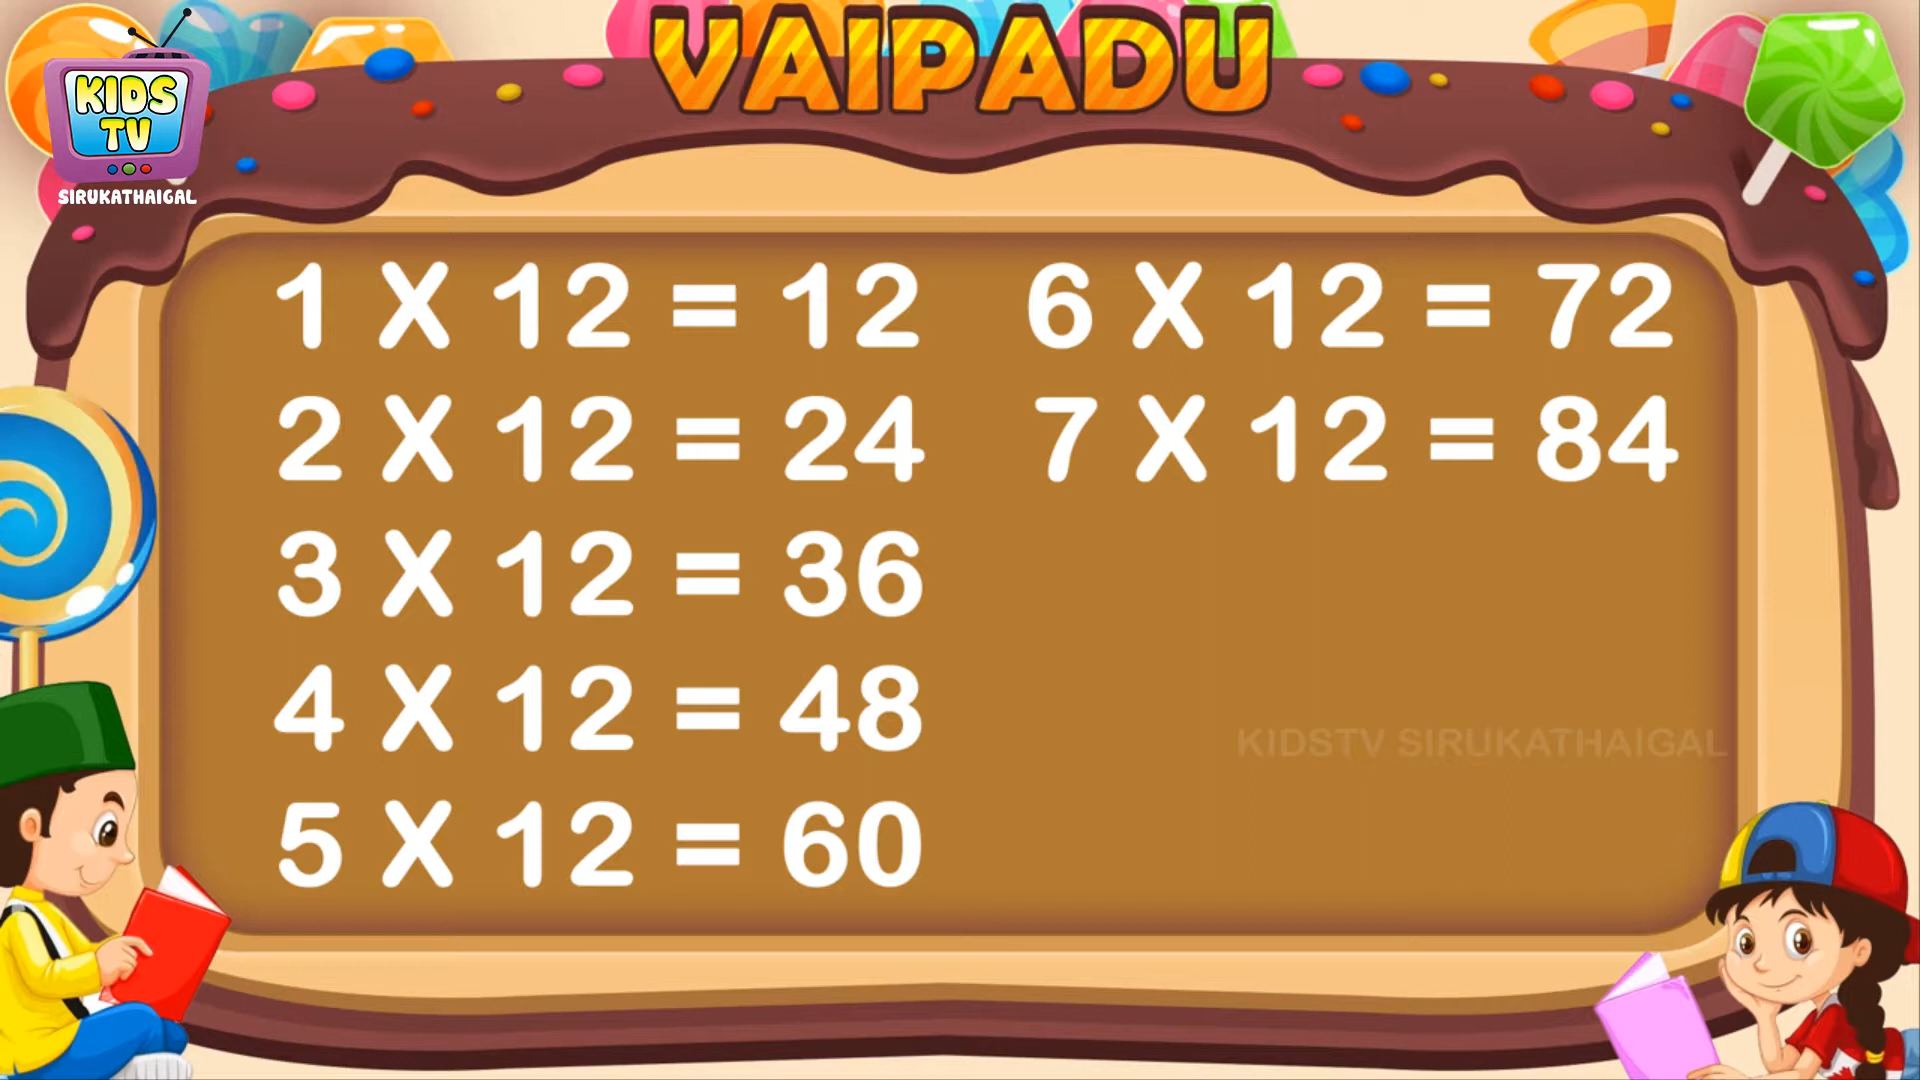 VAIPADU
KIDS
TV
SIRUKATHAIGAL
1 X 12 = 12
2 X 12 = 24
3 X 12 = 36
4 X 12 = 48
5 X 12 = 60
6 X 12 = 72
7 X 12 = 84
KIDSTV SIRUKATHAIGAL